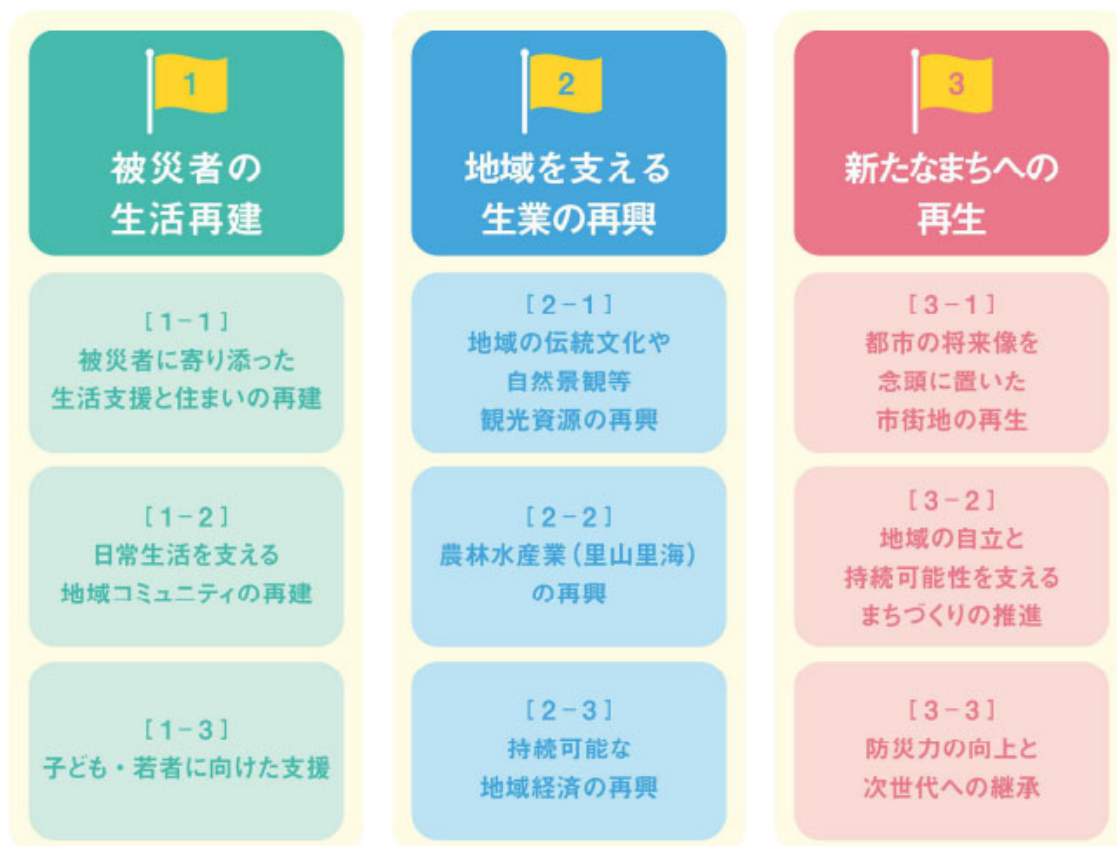 1
被災者の
生活再建
[1-1]
被災者に寄り添った
生活支援と住まいの再建
[1-2]
日常生活を支える
地域コミュニティの再建
[1-3]
子ども・若者に向けた支援
2
地域を支える
生業の再興
[2-1]
地域の伝統文化や
自然景観等
観光資源の再興
[2-2]
農林水産業(里山里海)
の再興
[2-3]
持続可能な
地域経済の再興
3
新たなまちへの
再生
[3-1]
都市の将来像を
念頭に置いた
市街地の再生
[3-2]
地域の自立と
持続可能性を支える
まちづくりの推進
[3-3]
防災力の向上と
次世代への継承